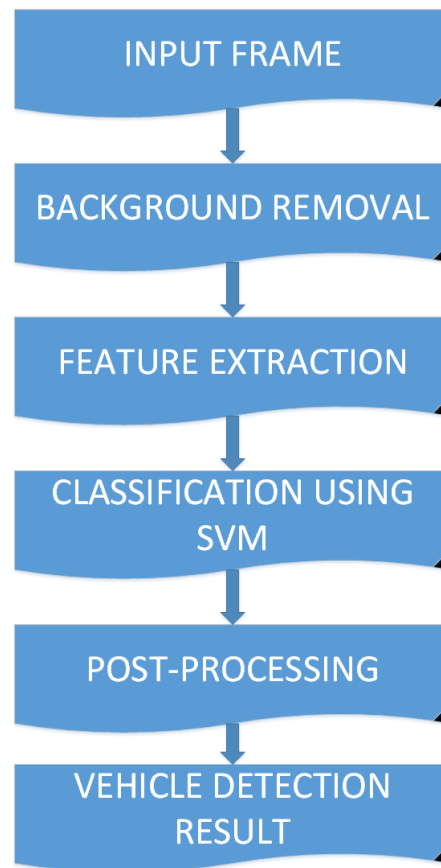 INPUT FRAME
BACKGROUND REMOVAL
FEATURE EXTRACTION
CLASSIFICATION USING
SVM
POST-PROCESSING
VEHICLE DETECTION
RESULT